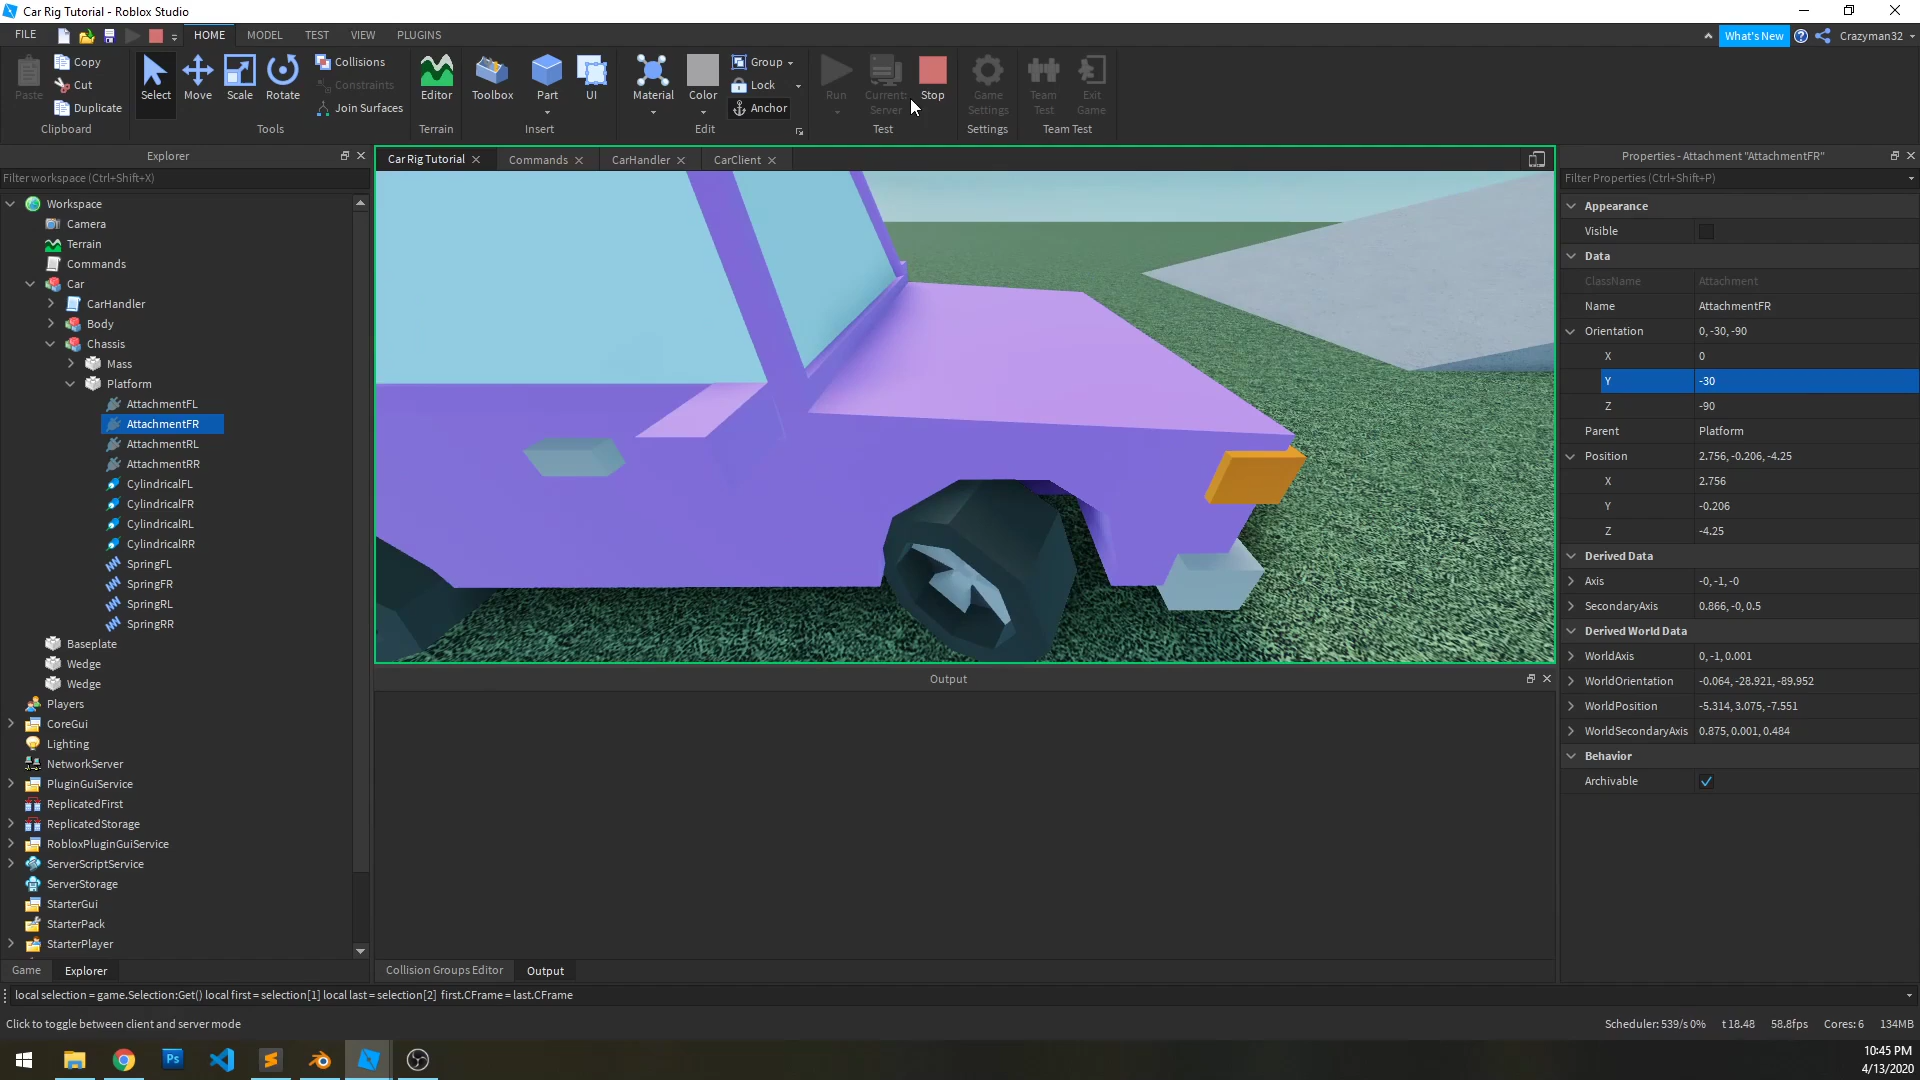 Car Rig Tutorial - Roblox Studio
FILE
HOME
MODEL
TEST
VIEW
PLUGINS
What's New
Crazyman32
Paste
Copy
Cut
Duplicate
Clipboard
Select
Move
Scale
Rotate
Collisions
Constraints
Join Surfaces
Tools
Editor
Terrain
Toolbox
Part
UI
Insert
Material
Color
Group
Lock
Anchor
Edit
Run
Current:
Server
Stop
Test
Game
Settings
Settings
Team
Test
Exit
Game
Team Test
Explorer
Filter workspace (Ctrl+Shift+X)
Workspace
Camera
Terrain
Commands
Car
CarHandler
Body
Chassis
Mass
Platform
AttachmentFL
AttachmentFR
AttachmentRL
AttachmentRR
CylindricalFL
CylindricalFR
CylindricalRL
CylindricalRR
SpringFL
SpringFR
SpringRL
SpringRR
Baseplate
Wedge
Wedge
Players
CoreGui
Lighting
NetworkServer
PluginGuiService
ReplicatedFirst
ReplicatedStorage
RobloxPluginGuiService
ServerScriptService
ServerStorage
StarterGui
StarterPack
StarterPlayer
Game
Explorer
Car Rig Tutorial
Commands
CarHandler
CarClient
Output
Collision Groups Editor
Output
Properties - Attachment "AttachmentFR"
Filter Properties (Ctrl+Shift+P)
Appearance
Visible
Data
ClassName Attachment
Name AttachmentFR
Orientation 0, -30, -90
X 0
Y -30
Z -90
Parent Platform
Position 2.756, -0.206, -4.25
X 2.756
Y -0.206
Z -4.25
Derived Data
Axis -0, -1, -0
SecondaryAxis 0.866, -0, 0.5
Derived World Data
WorldAxis 0, -1, 0.001
WorldOrientation -0.064, -28.921, -89.952
WorldPosition -5.314, 3.075, -7.551
WorldSecondaryAxis 0.875, 0.001, 0.484
Behavior
Archivable
local selection = game.Selection:Get() local first = selection[1] local last = selection[2] first.CFrame = last.CFrame
Click to toggle between client and server mode
Scheduler: 539/s 0% t 18.48 58.8fps Cores: 6 134MB
Ps
10:45 PM
4/13/2020